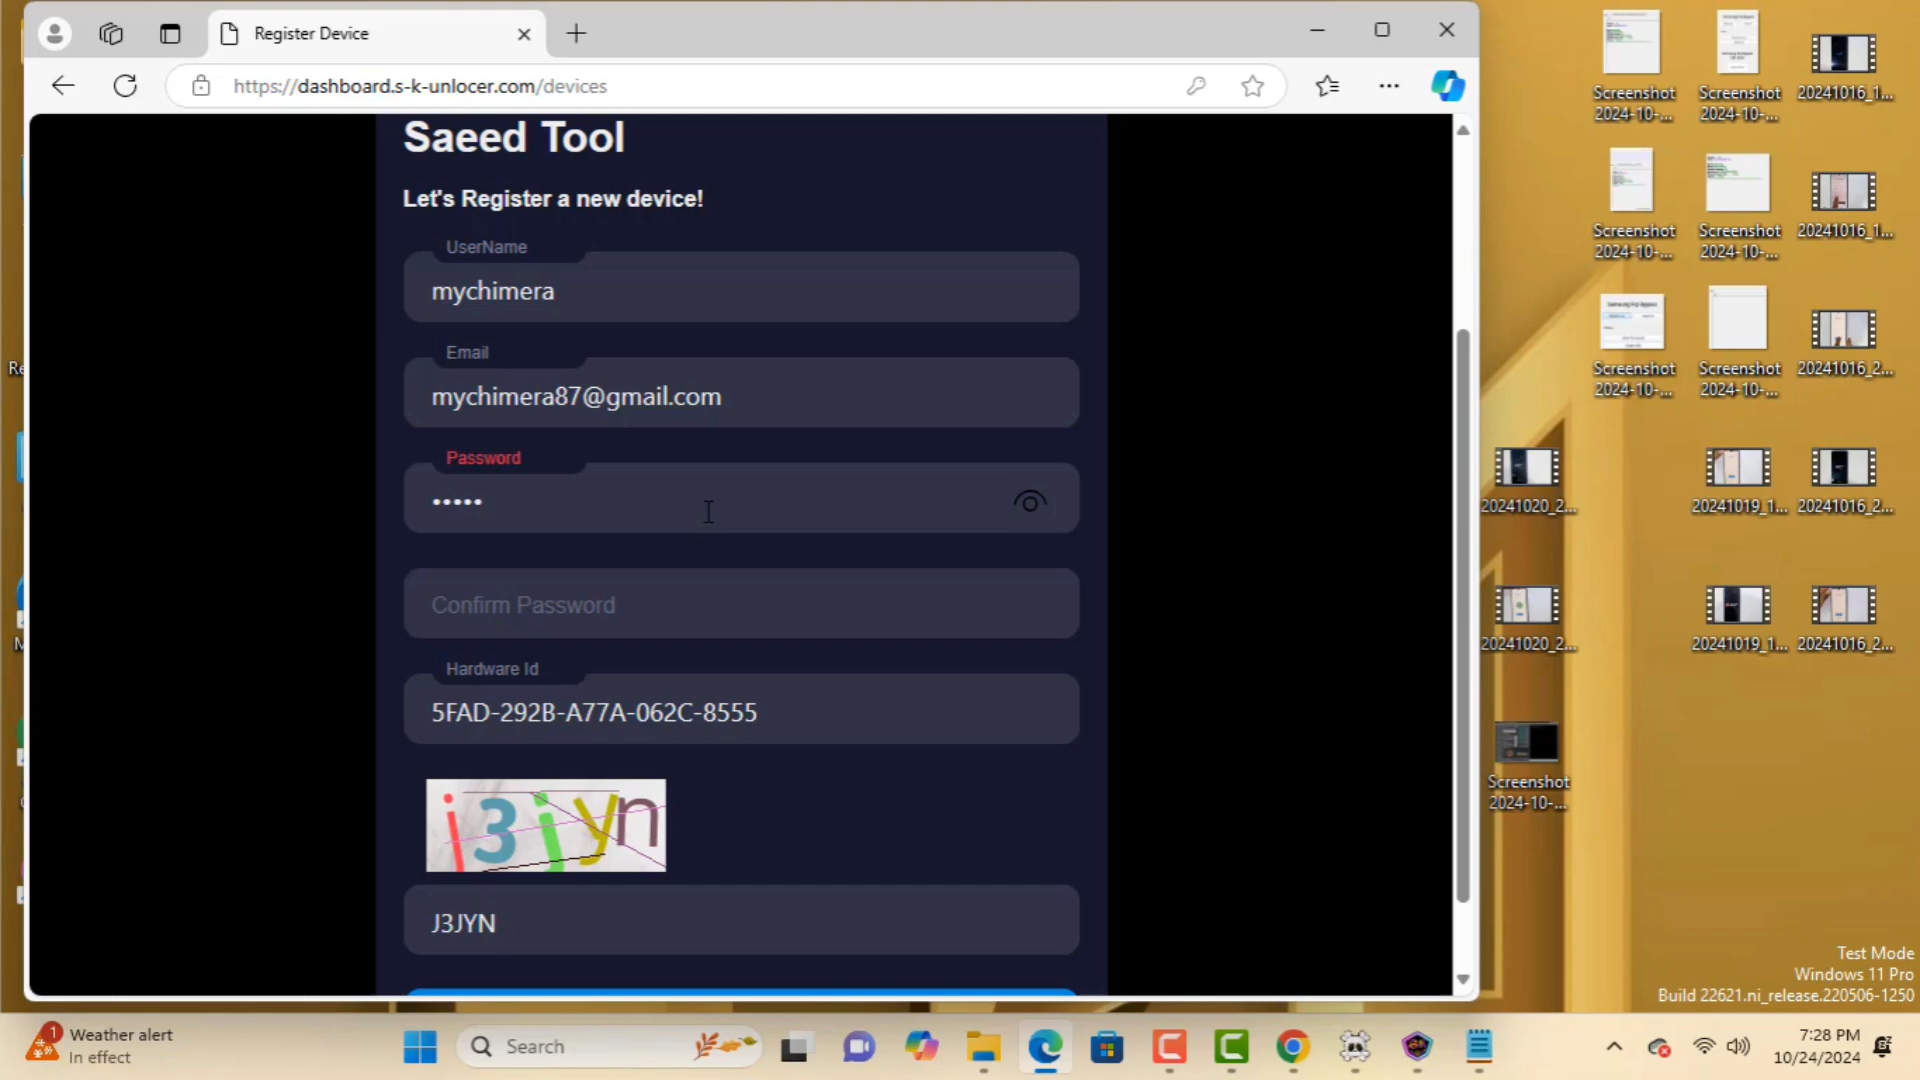 Register Device
https://dashboard.s-k-unlocer.com/devices
Saeed Tool
Let's Register a new device!
UserName
mychimera
Email
mychimera87@gmail.com
Password
•••••
Confirm Password
Hardware Id
5FAD-292B-A77A-062C-8555
j3jyn
J3JYN
Screenshot
2024-10-...
Screenshot
2024-10-...
20241016_1...
Screenshot
2024-10-...
Screenshot
2024-10-...
20241016_1...
Screenshot
2024-10-...
Screenshot
2024-10-...
20241016_2...
20241020_2...
20241019_1...
20241016_2...
20241020_2...
20241019_1...
20241016_2...
Screenshot
2024-10-...
Test Mode
Windows 11 Pro
Build 22621.ni_release.220506-1250
1
Weather alert
In effect
Search
7:28 PM
10/24/2024